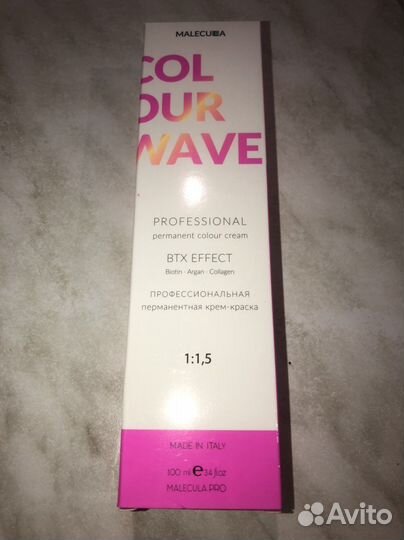 MALECULA
COL
OUR
WAVE
PROFESSIONAL
permanent colour cream
BTX EFFECT
Biotin · Argan · Collagen
ПРОФЕССИОНАЛЬНАЯ
перманентная крем-краска
1:1,5
MADE IN ITALY
100 ml ℮ 3.4 fl.oz
MALECULA.PRO
Avito